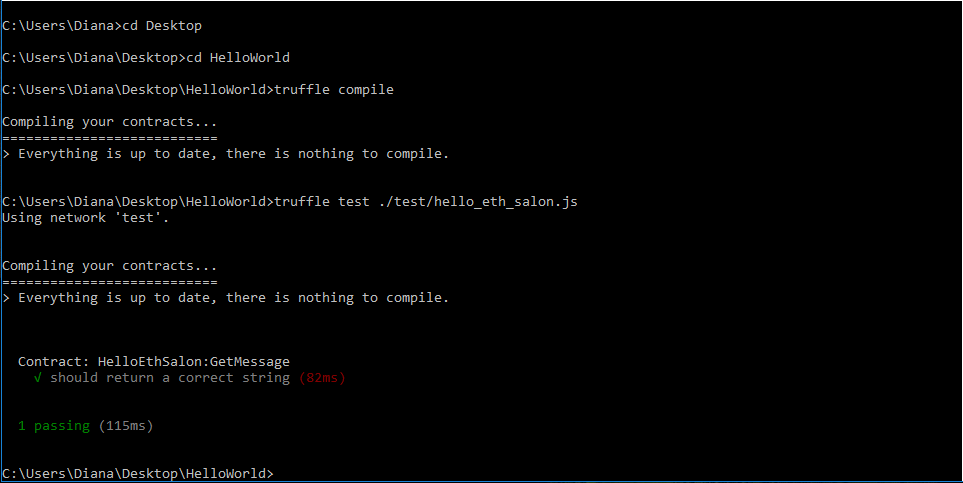 C:\Users\Diana>cd Desktop
C:\Users\Diana\Desktop>cd HelloWorld
C:\Users\Diana\Desktop\HelloWorld>truffle compile
Compiling your contracts...
===========================
> Everything is up to date, there is nothing to compile.
C:\Users\Diana\Desktop\HelloWorld>truffle test ./test/hello_eth_salon.js
Using network 'test'.
Compiling your contracts...
===========================
> Everything is up to date, there is nothing to compile.
Contract: HelloEthSalon:GetMessage
√ should return a correct string (82ms)
1 passing (115ms)
C:\Users\Diana\Desktop\HelloWorld>